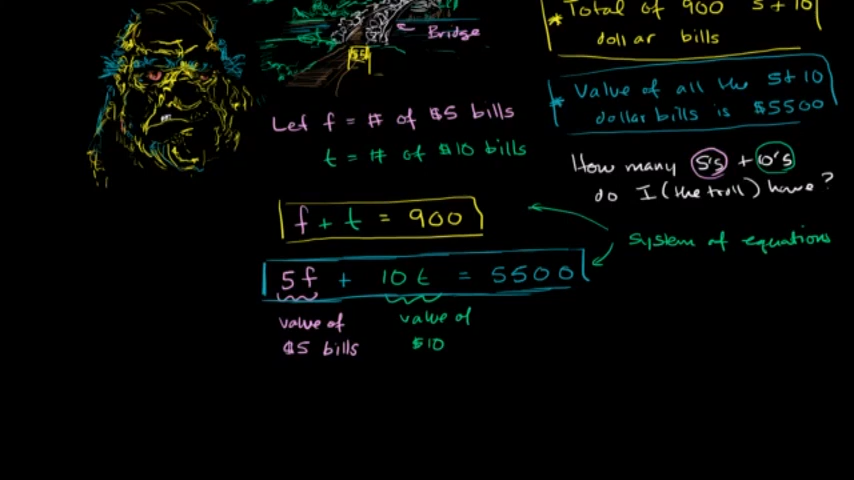 * Total of 900 5 + 10
dollar bills
Bridge
$5
* Value of all the 5+10
dollar bills is $5500
Let f = # of $5 bills
t = # of $10 bills
How many 5's + 10's
do I (the troll) have?
f + t = 900
system of equations
5f + 10t = 5500
value of
$5 bills
value of
$10